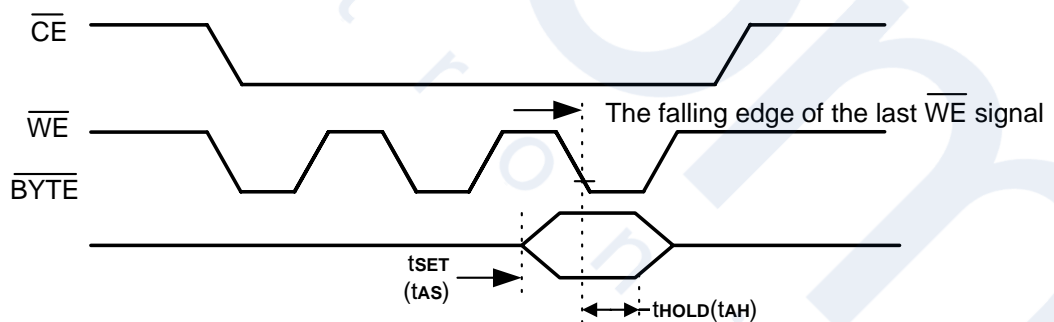 CE
The falling edge of the last WE signal
WE
BYTE
tSET
(tAS)
tHOLD(tAH)